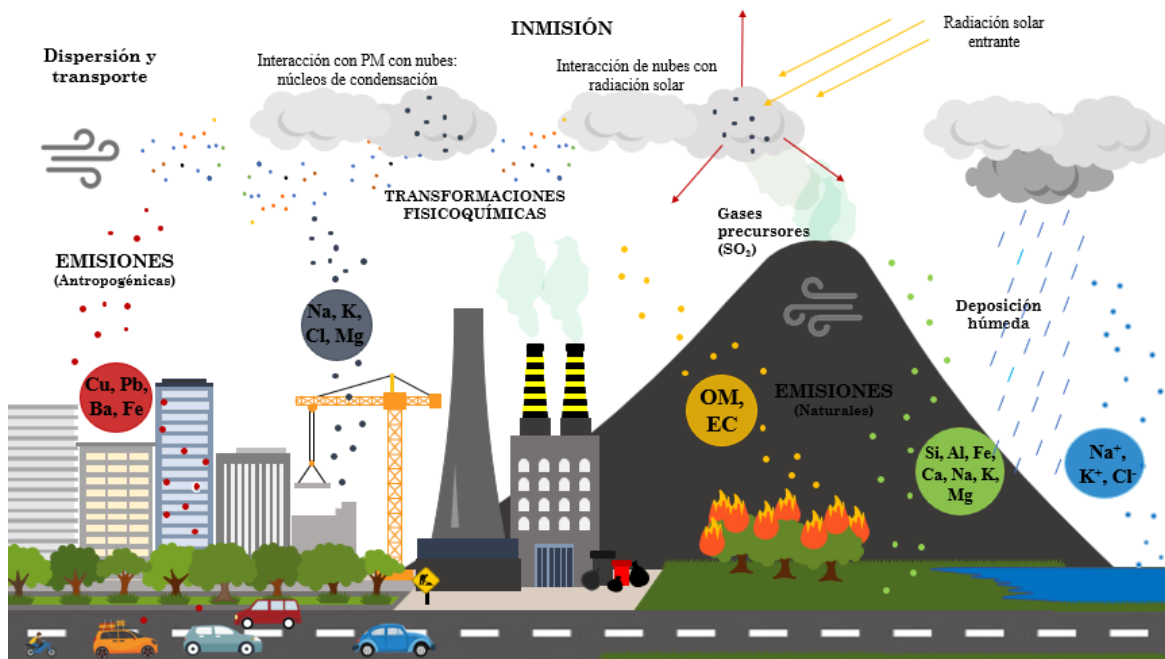 INMISIÓN
Radiación solar
entrante
Dispersión y
transporte
Interacción con PM con nubes:
núcleos de condensación
Interacción de nubes con
radiación solar
TRANSFORMACIONES
FISICOQUÍMICAS
Gases
precursores
(SO₂)
EMISIONES
(Antropogénicas)
Na, K,
Cl, Mg
Deposición
húmeda
Cu, Pb,
Ba, Fe
OM,
EC
EMISIONES
(Naturales)
Si, Al, Fe,
Ca, Na, K,
Mg
Na⁺,
K⁺, Cl⁻